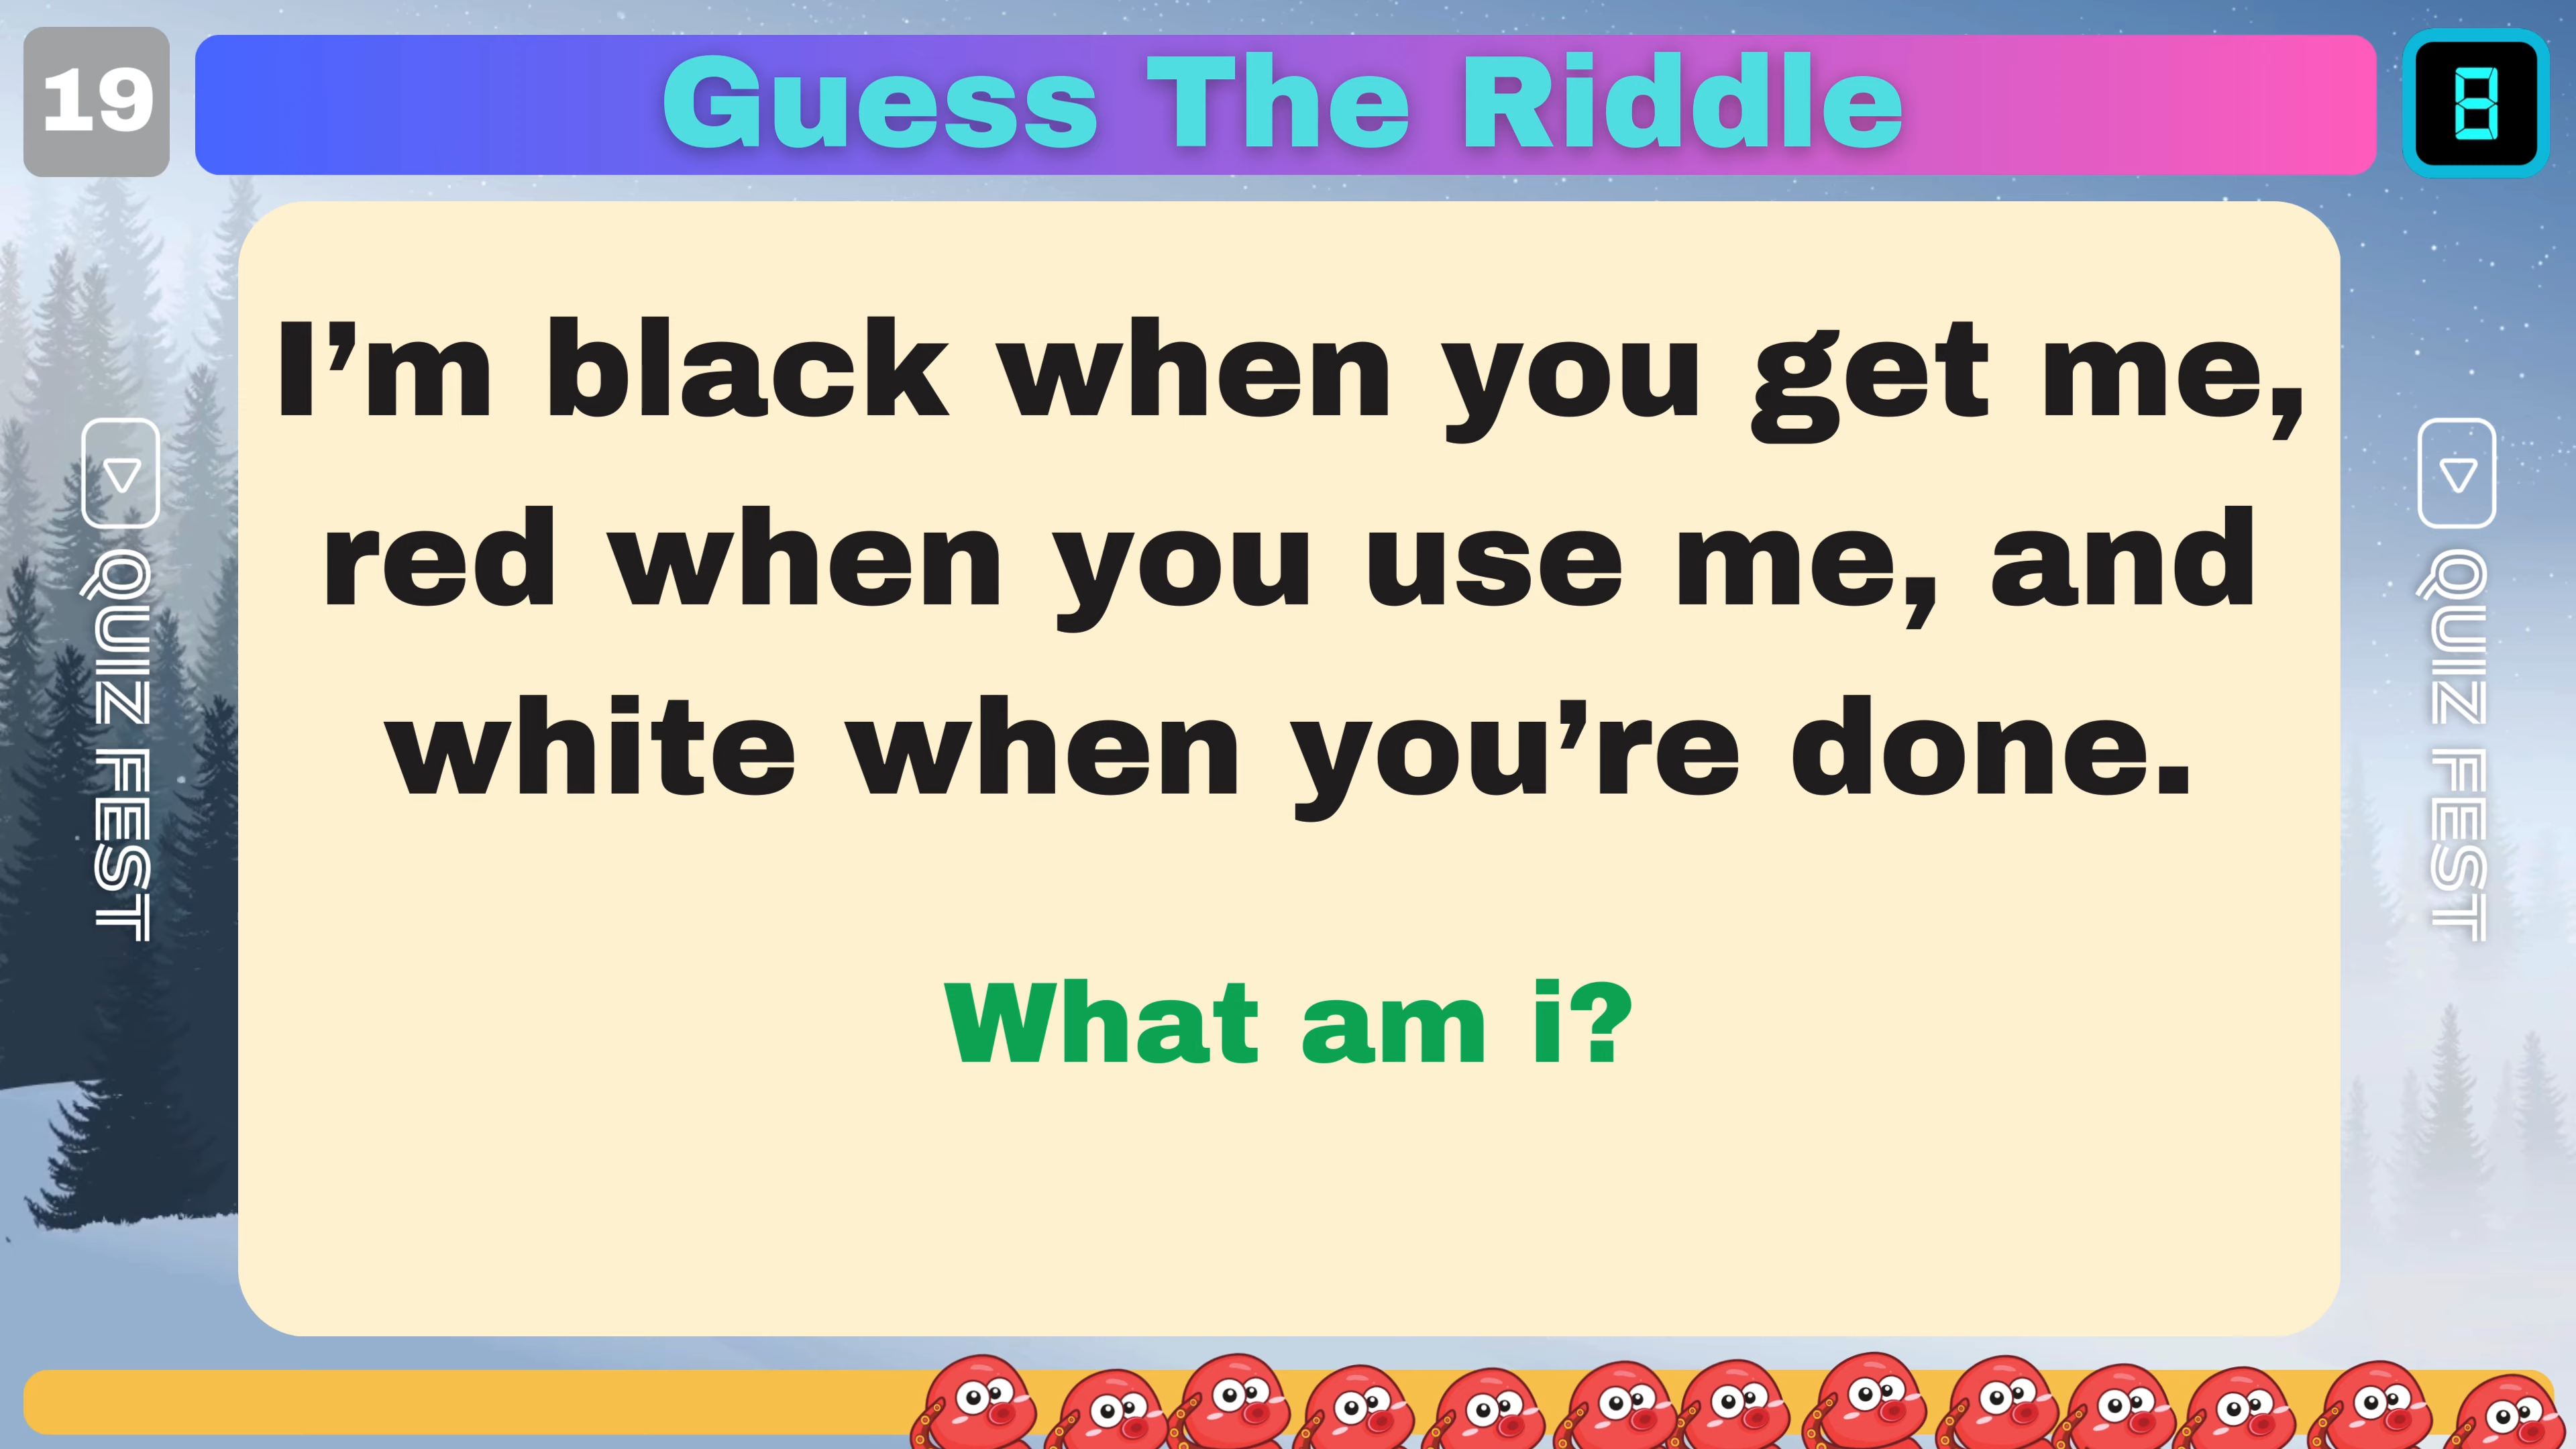 19
Guess The Riddle
8
I’m black when you get me,
red when you use me, and
white when you’re done.
What am i?
QUIZ FEST
QUIZ FEST